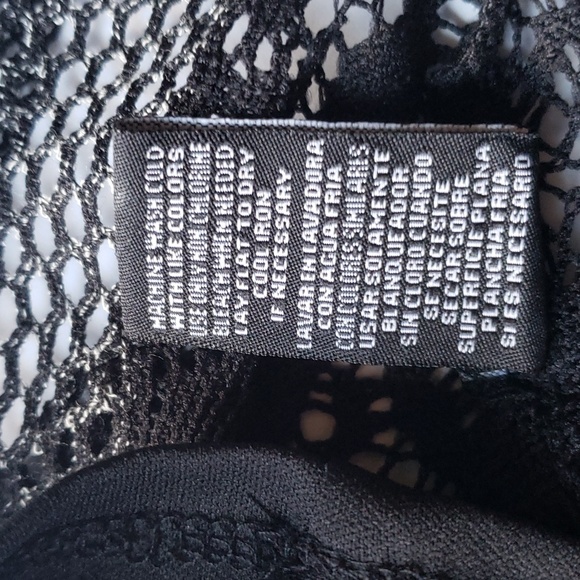 MACHINE WASH COLD
WITH LIKE COLORS
USE ONLY NON-CHLORINE
BLEACH WHEN NEEDED
LAY FLAT TO DRY
COOL IRON
IF NECESSARY
LAVAR EN LAVADORA
CON AGUA FRIA
CON COLORES SIMILARIS
USAR SOLAMENTE
BLANQUEADOR
SIN CLORO CUANDO
SE NECESITE
SECAR SOBRE
SUPERFICIE PLANA
PLANCHA FRIA
SI ES NECESARIO